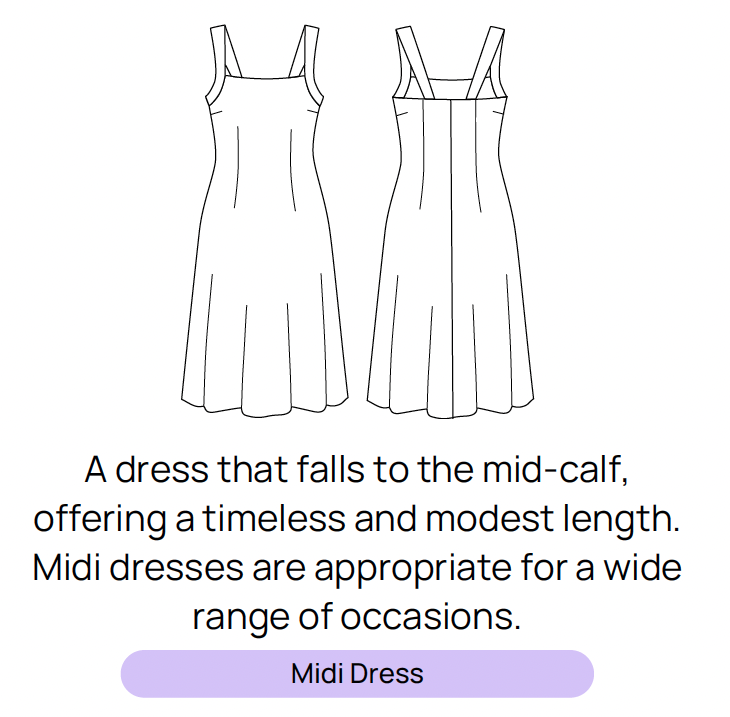 A dress that falls to the mid-calf,
offering a timeless and modest length.
Midi dresses are appropriate for a wide
range of occasions.
Midi Dress